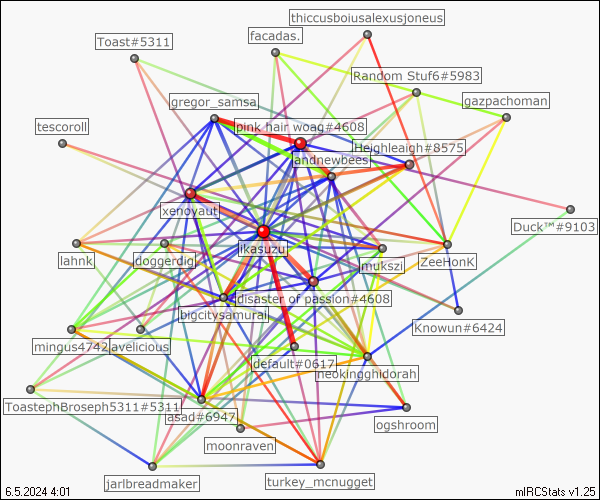 thiccusboiusalexusjoneus
facadas.
Toast#5311
Random Stuf6#5983
gregor_samsa
gazpachoman
tescoroll
pink hair woag#4608
Heighleaigh#8575
andnewbees
xenoyaut
Duck™#9103
likasuzu
lahnk
doggerdig
mukszi
ZeeHonK
disaster of passion#4608
bigcitysamurai
Knowun#6424
mingus4742
avelicious
default#0617
neoKingghidorah
ToastephBroseph5311#5311
asad#6947
ogshroom
moonraven
jarlbreadmaker
turkey_mcnugget
6.5.2024 4:01
mIRCStats v1.25